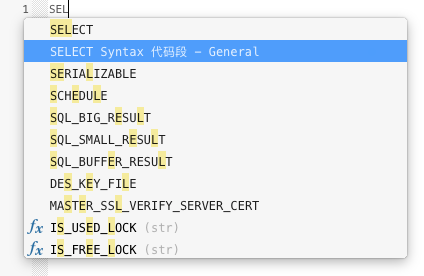 1 SEL
SELECT
SELECT Syntax 代码段 – General
SERIALIZABLE
SCHEDULE
SQL_BIG_RESULT
SQL_SMALL_RESULT
SQL_BUFFER_RESULT
DES_KEY_FILE
MASTER_SSL_VERIFY_SERVER_CERT
fx IS_USED_LOCK (str)
fx IS_FREE_LOCK (str)